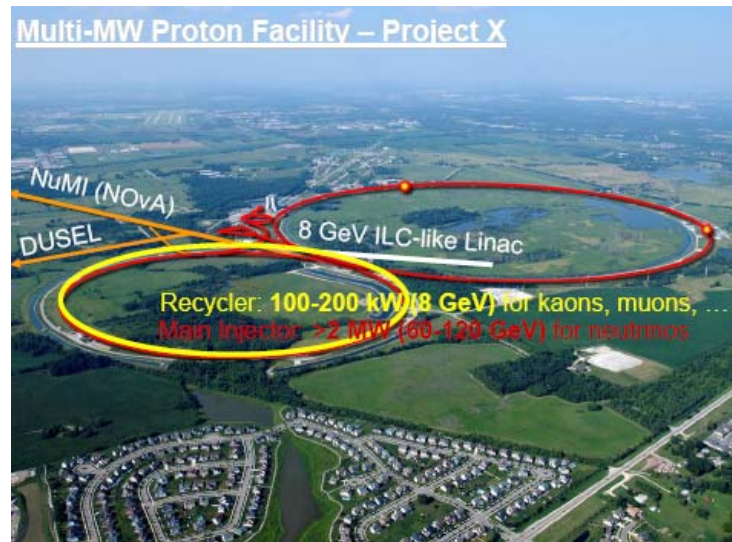 Multi-MW Proton Facility – Project X
NuMI (NOvA)
DUSEL
8 GeV ILC-like Linac
Recycler: 100-200 kW (8 GeV) for kaons, muons, …
Main Injector: >2 MW (60-120 GeV) for neutrinos